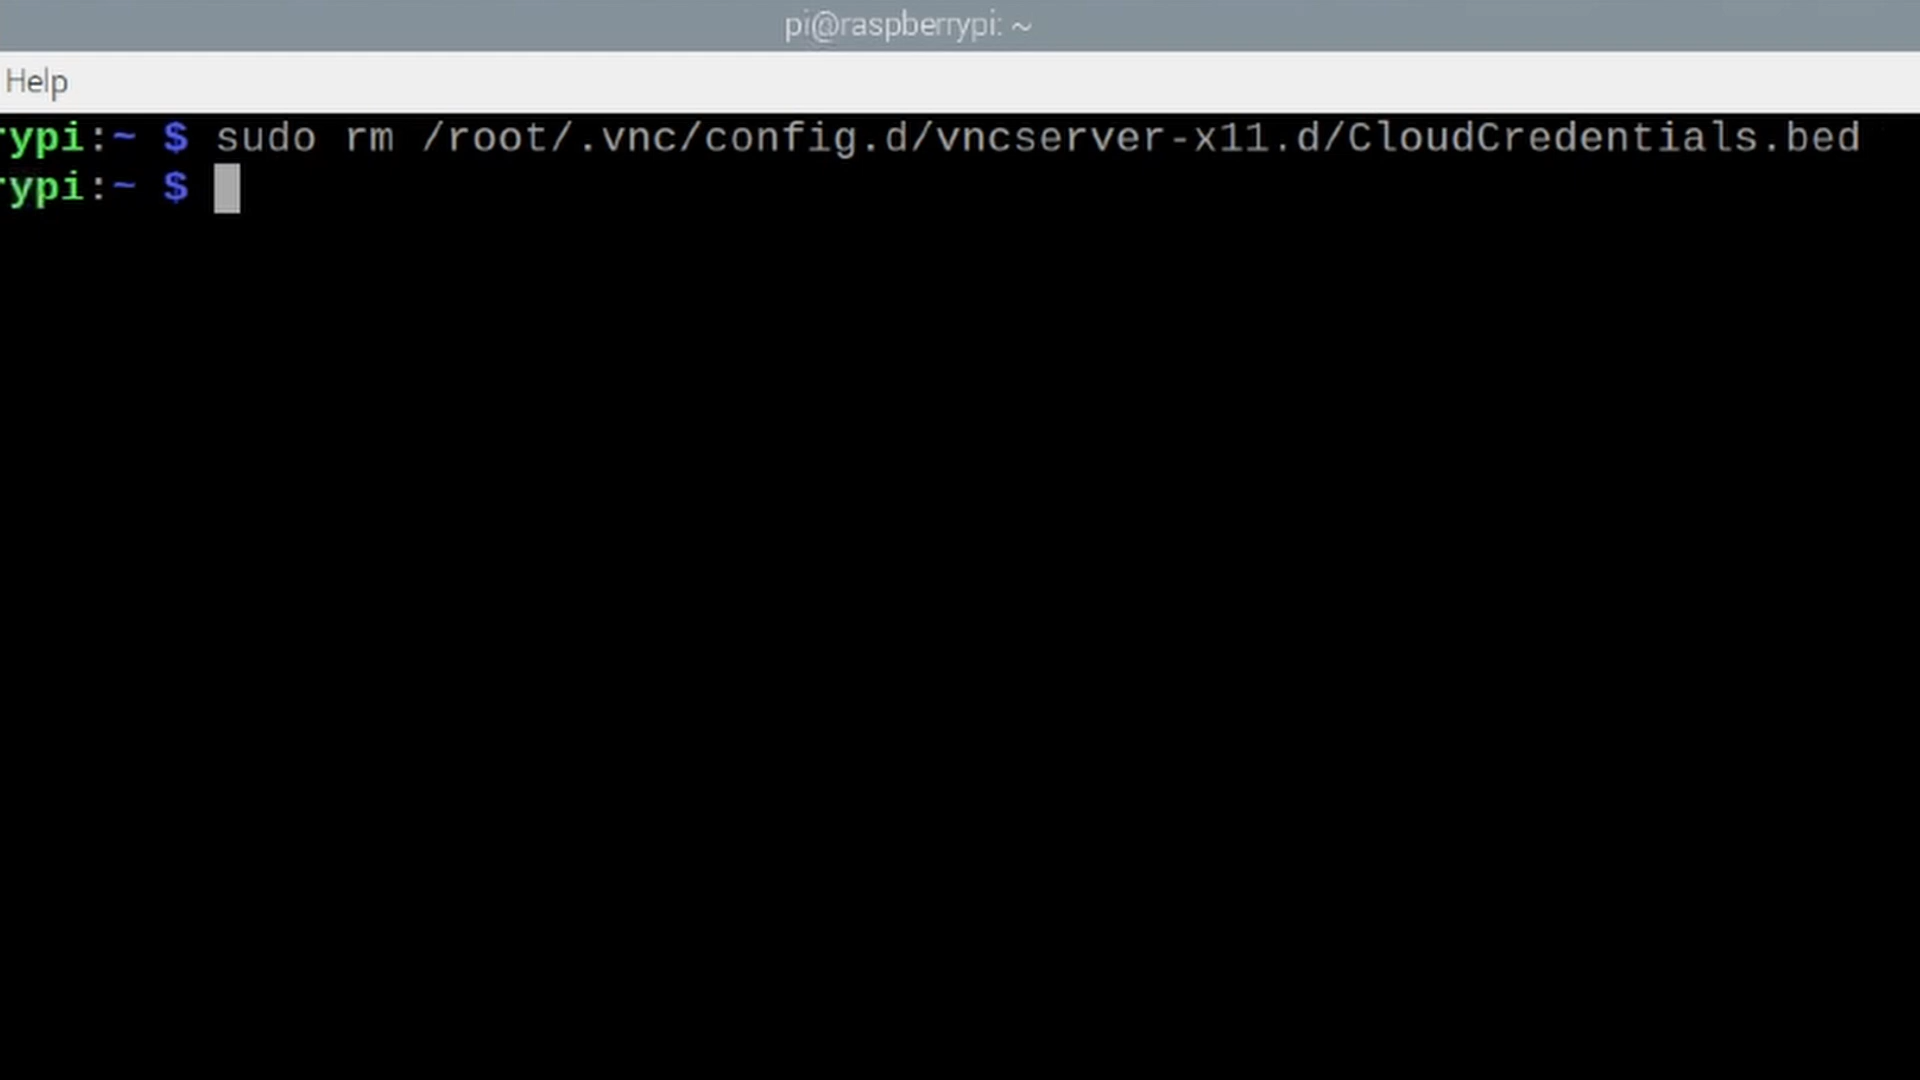 pi@raspberrypi: ~
Help
rypi:~ $ sudo rm /root/.vnc/config.d/vncserver-x11.d/CloudCredentials.bed
rypi:~ $